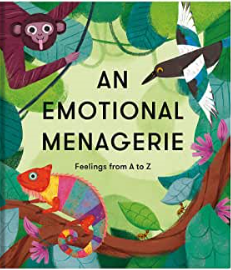 AN
EMOTIONAL
MENAGERIE
Feelings from A to Z